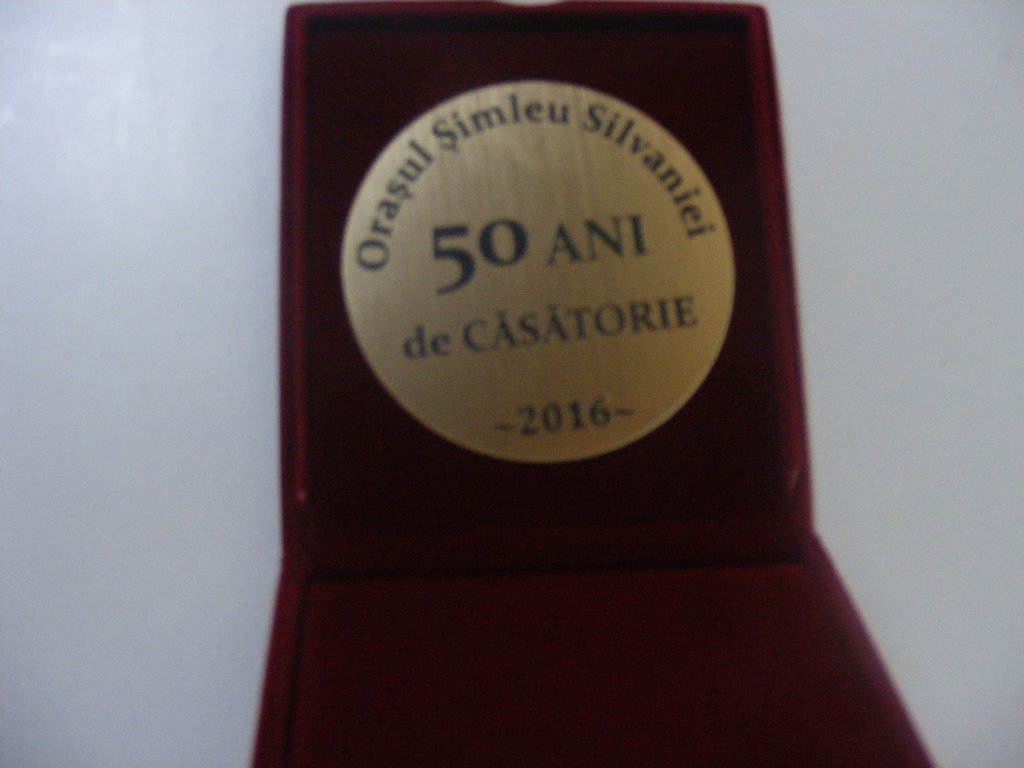 Orașul Șimleu Silvaniei
50 ANI
de CĂSĂTORIE
~2016~